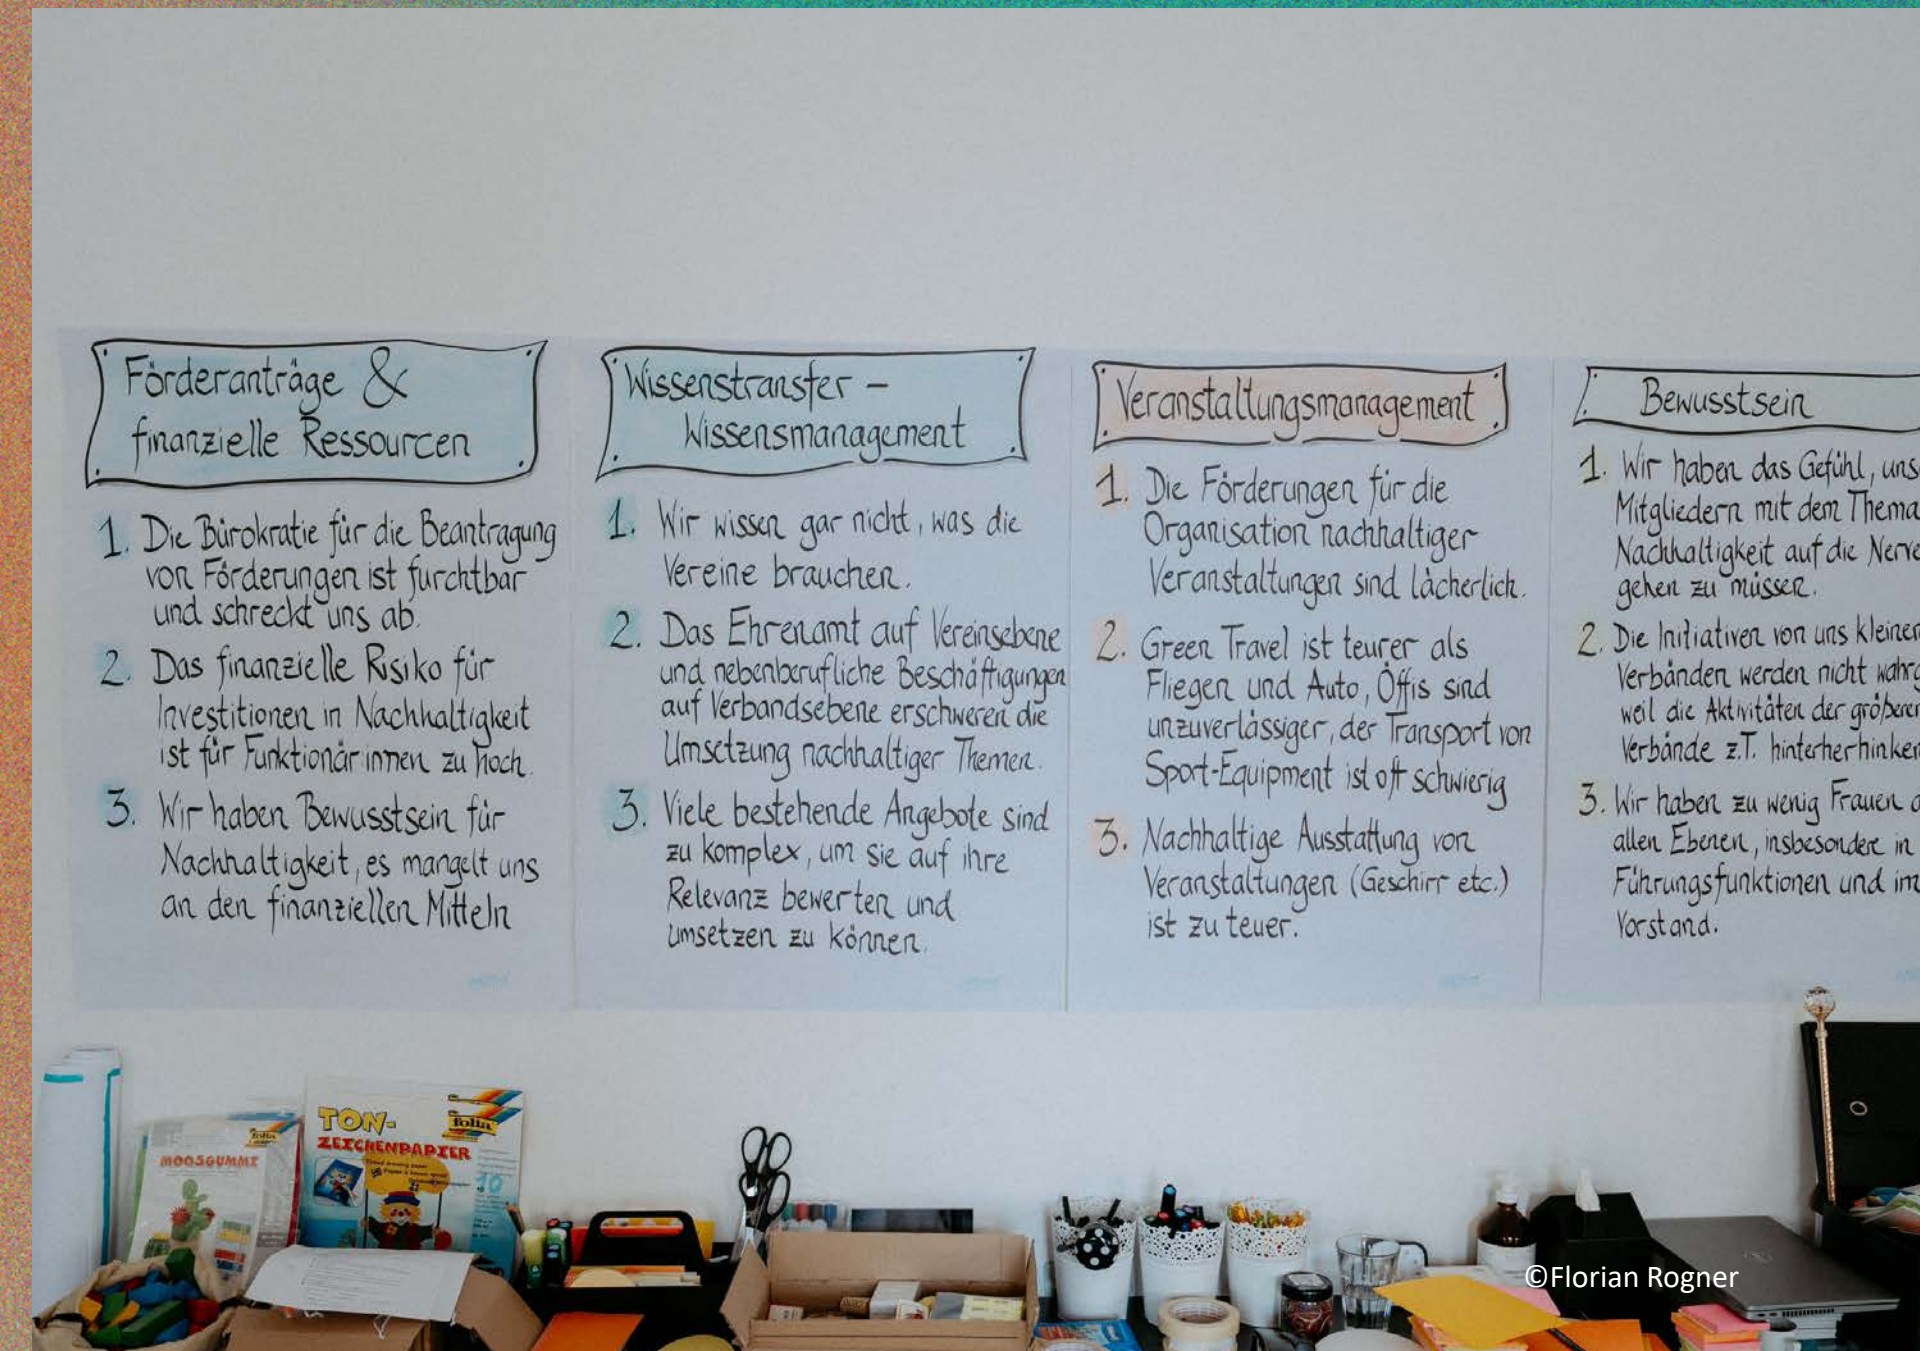 Förderanträge &
finanzielle Ressourcen
1. Die Bürokratie für die Beantragung
von Förderungen ist furchtbar
und schreckt uns ab.
2. Das finanzielle Risiko für
Investitionen in Nachhaltigkeit
ist für Funktionär:innen zu hoch.
3. Wir haben Bewusstsein für
Nachhaltigkeit, es mangelt uns
an den finanziellen Mitteln
Wissenstransfer –
Wissensmanagement
1. Wir wissen gar nicht, was die
Vereine brauchen.
2. Das Ehrenamt auf Vereinsebene
und nebenberufliche Beschäftigungen
auf Verbandsebene erschweren die
Umsetzung nachhaltiger Themen.
3. Viele bestehende Angebote sind
zu komplex, um sie auf ihre
Relevanz bewerten und
umsetzen zu können.
Veranstaltungsmanagement
1. Die Förderungen für die
Organisation nachhaltiger
Veranstaltungen sind lächerlich.
2. Green Travel ist teurer als
Fliegen und Auto, Öffis sind
unzuverlässiger, der Transport von
Sport-Equipment ist oft schwierig
3. Nachhaltige Ausstattung von
Veranstaltungen (Geschirr etc.)
ist zu teuer.
Bewusstsein
1. Wir haben das Gefühl, uns
Mitgliedern mit dem Thema
Nachhaltigkeit auf die Nerve
gehen zu müssen.
2. Die Initiativen von uns kleinen
Verbänden werden nicht wahrg
weil die Aktivitäten der größeren
Verbände z.T. hinterherhinken
3. Wir haben zu wenig Frauen a
allen Ebenen, insbesondere in
Führungsfunktionen und im
Vorstand.
folia
MOOSGUMMI
TON-
folia
ZEICHENPAPIER
10
©Florian Rogner